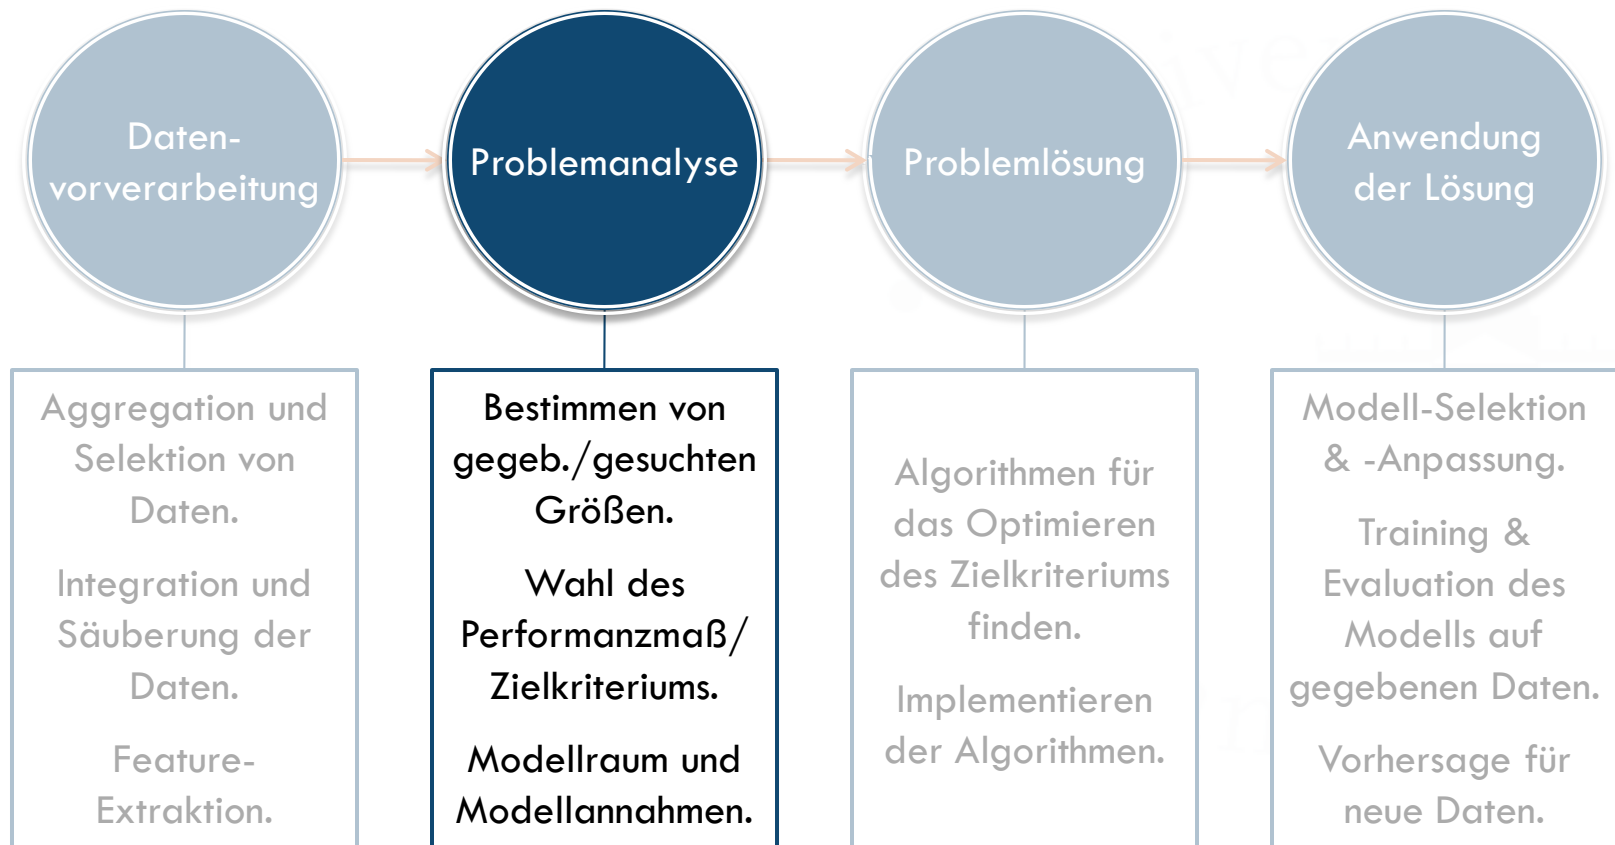 Daten-
vorverarbeitung
Problemanalyse
Problemlösung
Anwendung
der Lösung
Aggregation und
Selektion von
Daten.
Integration und
Säuberung der
Daten.
Feature-
Extraktion.
Bestimmen von
gegeb./gesuchten
Größen.
Wahl des
Performanzmaß/
Zielkriteriums.
Modellraum und
Modellannahmen.
Algorithmen für
das Optimieren
des Zielkriteriums
finden.
Implementieren
der Algorithmen.
Modell-Selektion
& -Anpassung.
Training &
Evaluation des
Modells auf
gegebenen Daten.
Vorhersage für
neue Daten.